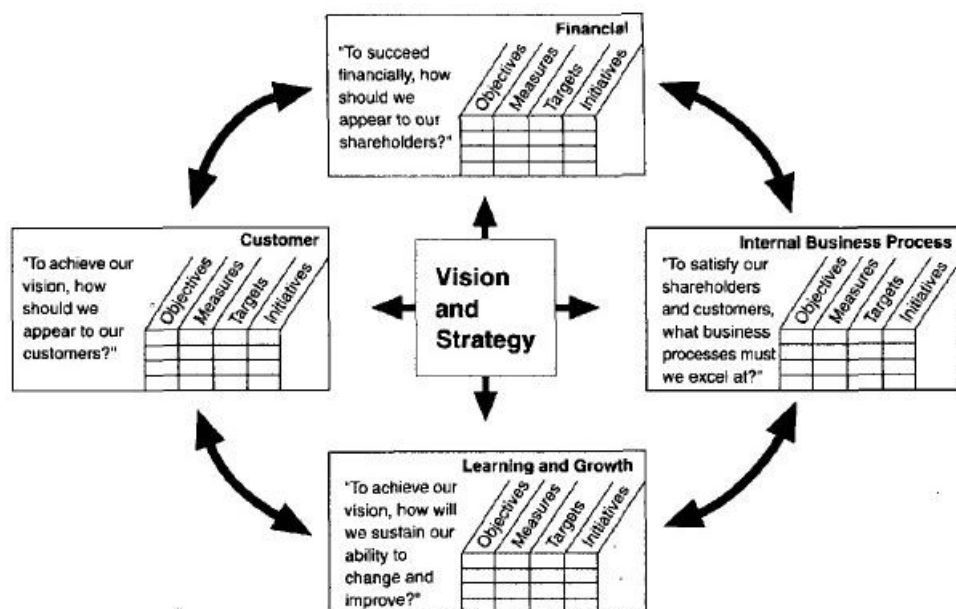 Financial
"To succeed
financially, how
should we
appear to our
shareholders?"
Objectives
Measures
Targets
Initiatives
Customer
"To achieve our
vision, how
should we
appear to our
customers?"
Objectives
Measures
Targets
Initiatives
Vision
and
Strategy
Internal Business Process
"To satisfy our
shareholders
and customers,
what business
processes must
we excel at?"
Objectives
Measures
Targets
Initiatives
Learning and Growth
"To achieve our
vision, how will
we sustain our
ability to
change and
improve?"
Objectives
Measures
Targets
Initiatives